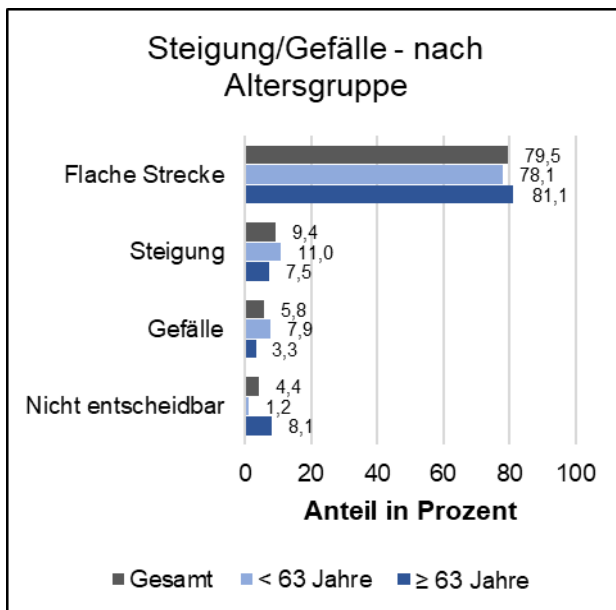 Steigung/Gefälle - nach
Altersgruppe
Flache Strecke
79,5
78,1
81,1
Steigung
9,4
11,0
7,5
Gefälle
5,8
7,9
3,3
Nicht entscheidbar
4,4
1,2
8,1
0 20 40 60 80 100
Anteil in Prozent
Gesamt < 63 Jahre ≥ 63 Jahre